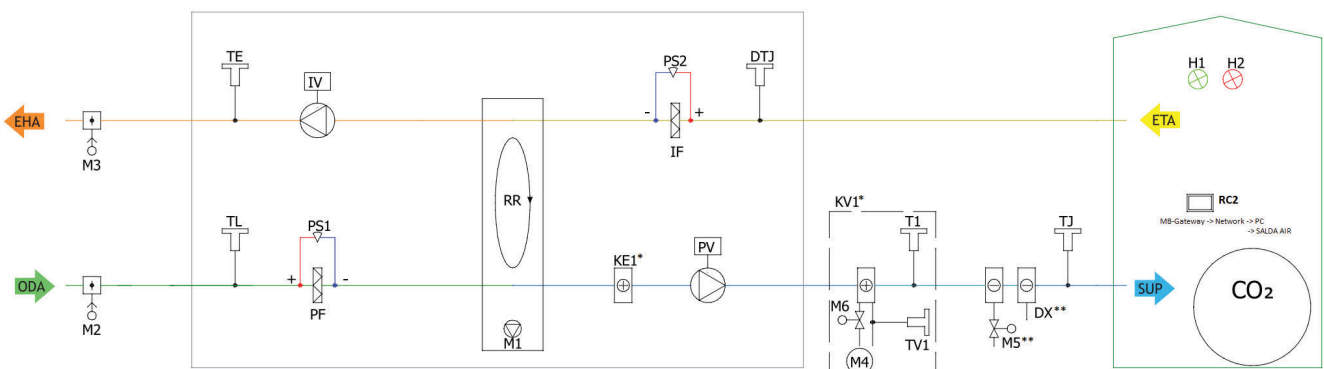 TE
IV
PS2
DTJ
H1 H2
EHA
- +
ETA
M3
IF
RR
RC2
MB-Gateway -> Network -> PC
-> SALDA AIR
TL
PS1
KV1*
T1
TJ
PV
KE1*
+ -
ODA
SUP
CO₂
M6
DX**
PF
M2
M1
TV1
M5**
M4